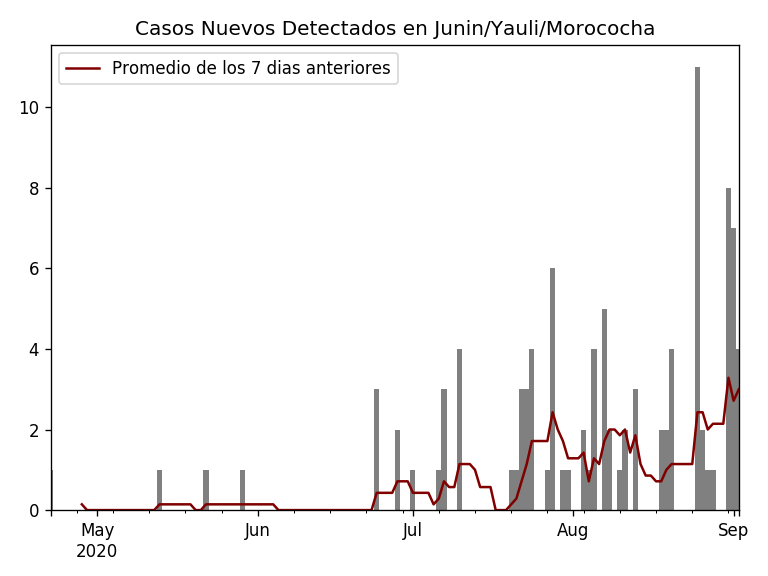 Casos Nuevos Detectados en Junin/Yauli/Morococha
Promedio de los 7 dias anteriores
10
8
6
4
2
0
May Jun Jul Aug Sep
2020